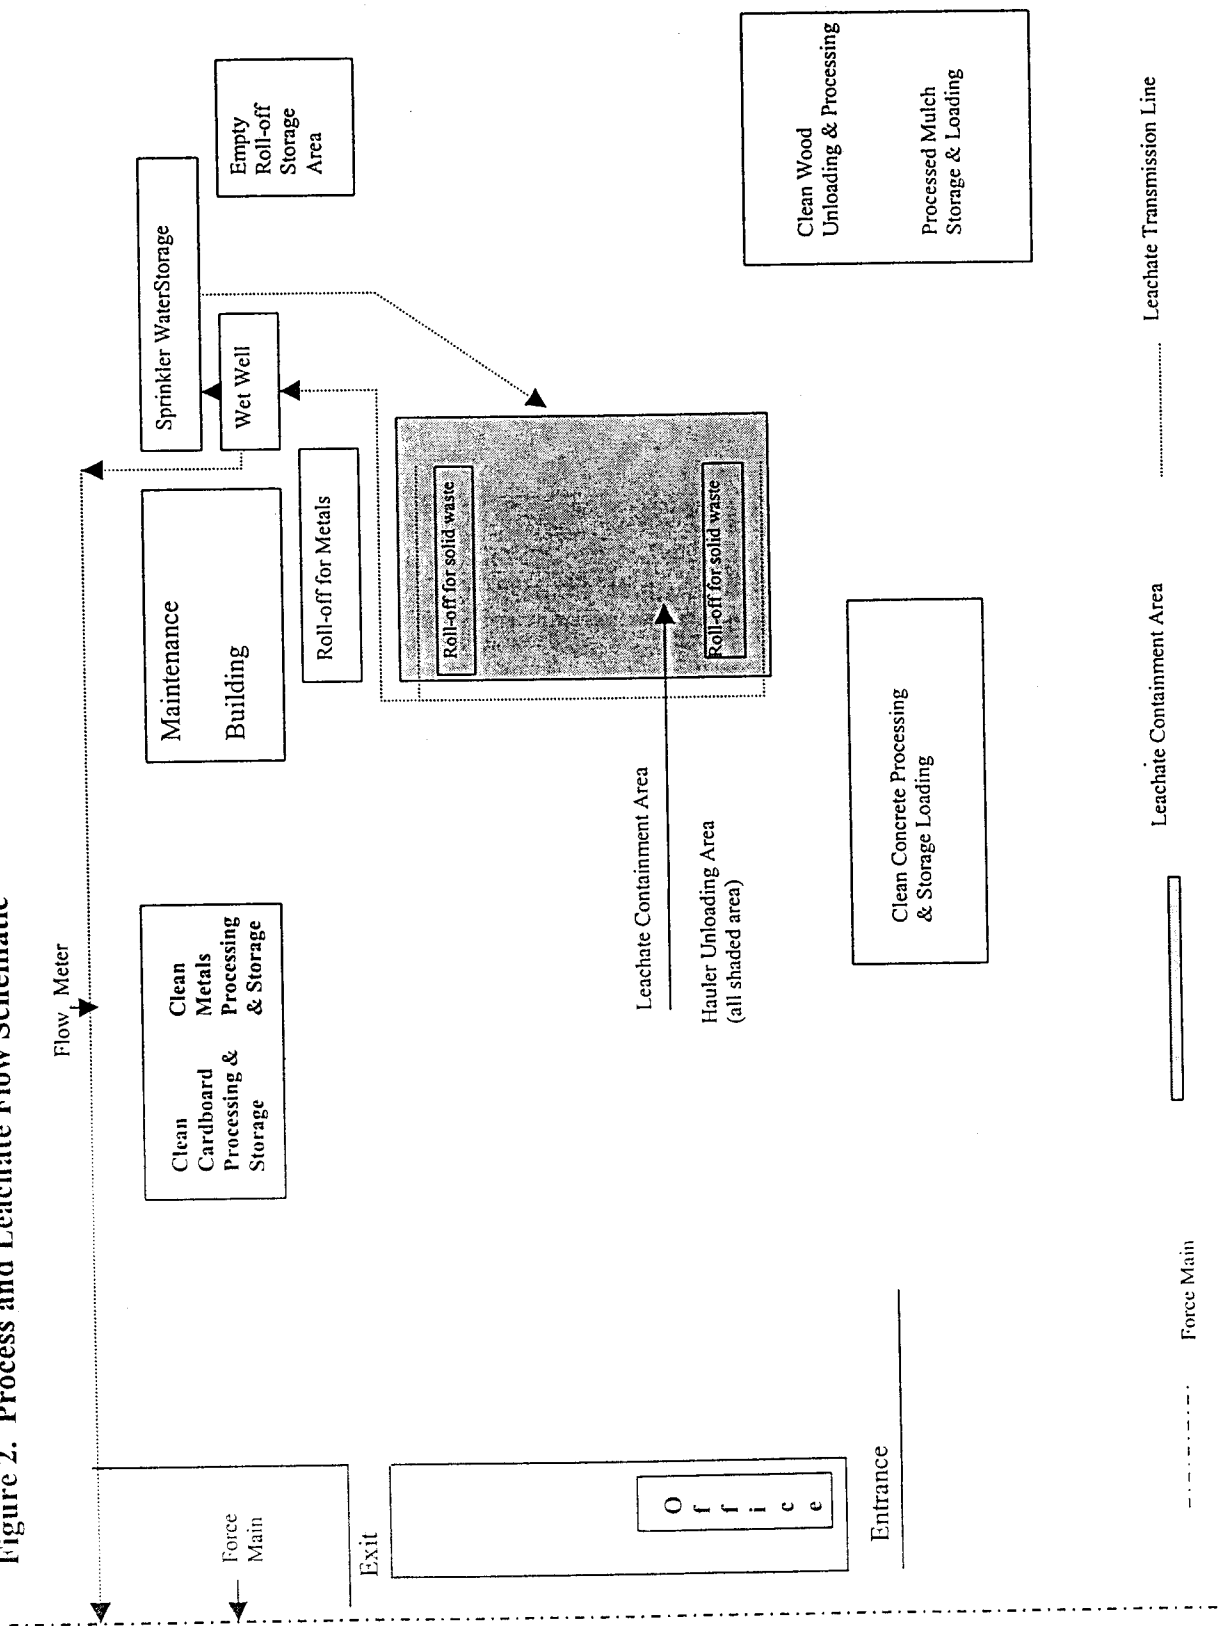 Figure 2. Process and Leachate Flow Schematic
Flow Meter
Force
Main
Exit
O
f
f
i
c
e
Entrance
Clean
Cardboard
Processing &
Storage
Clean
Metals
Processing
& Storage
Maintenance
Building
Roll-off for Metals
Sprinkler WaterStorage
Wet Well
Empty
Roll-off
Storage
Area
Roll-off for solid waste
Roll-off for solid waste
Leachate Containment Area
Hauler Unloading Area
(all shaded area)
Clean Concrete Processing
& Storage Loading
Clean Wood
Unloading & Processing
Processed Mulch
Storage & Loading
Force Main
Leachate Containment Area
Leachate Transmission Line